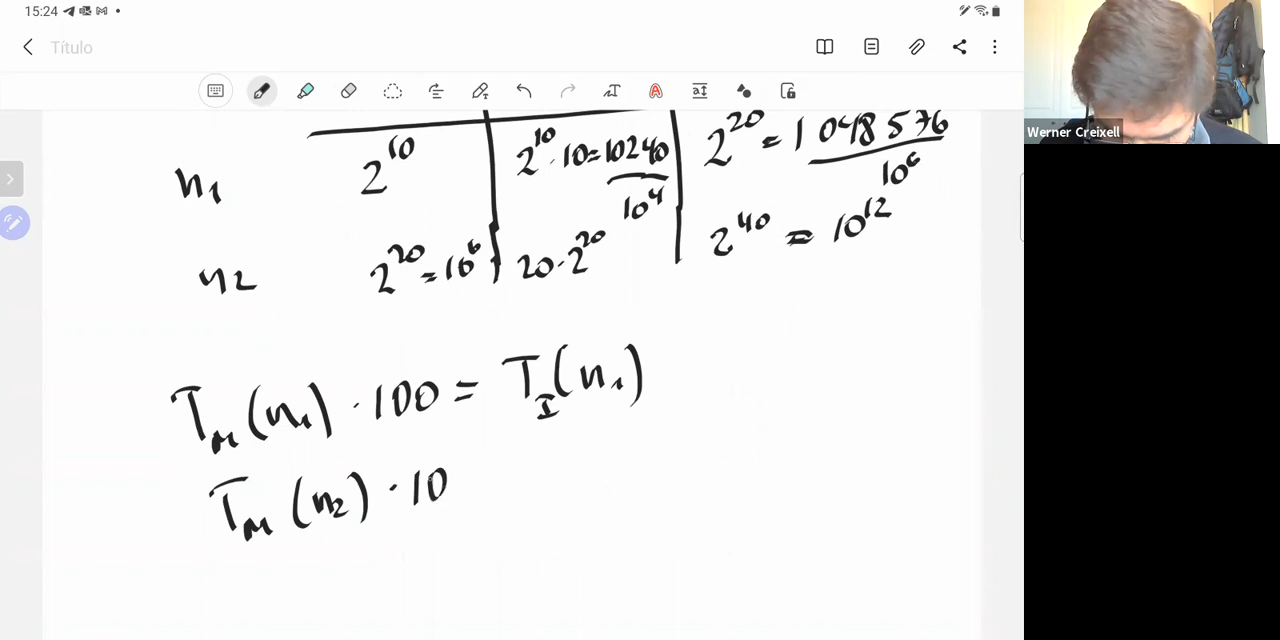 15:24
Título
Werner Creixell
n₁ 2^10 2^10 · 10 = 10240 2^20 = 1 048 576
10^4 10^6
n2 2^20 = 10^6 20 · 2^20 2^40 = 10^12
T_M (n₁) · 100 = T_I (n₁)
T_M (n2) · 10